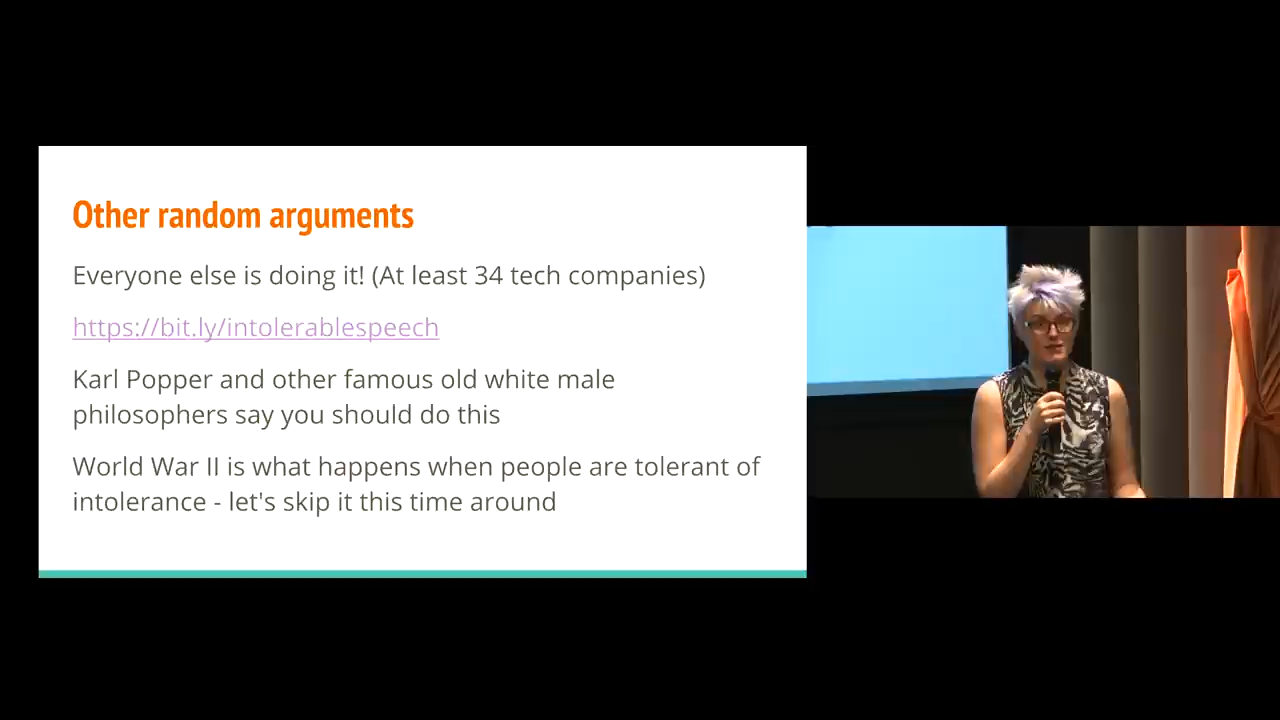 Other random arguments
Everyone else is doing it! (At least 34 tech companies)
https://bit.ly/intolerablespeech
Karl Popper and other famous old white male
philosophers say you should do this
World War II is what happens when people are tolerant of
intolerance - let's skip it this time around